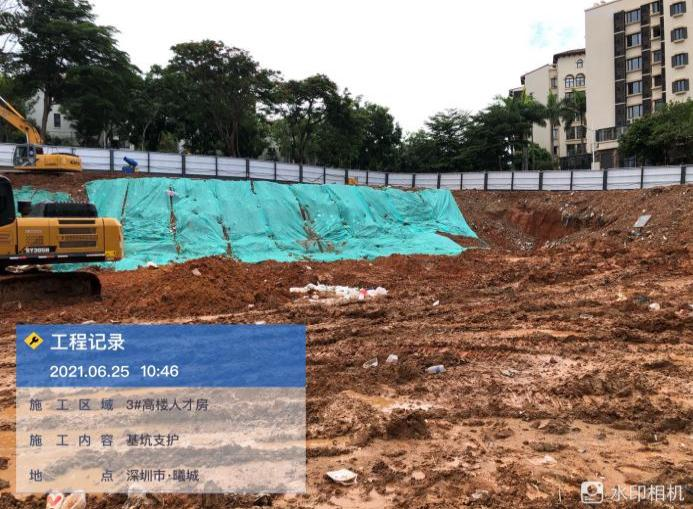 SY305H
工程记录
2021.06.25 10:46
施工区域 3#高楼人才房
施工内容 基坑支护
地点 深圳市·曦城
水印相机